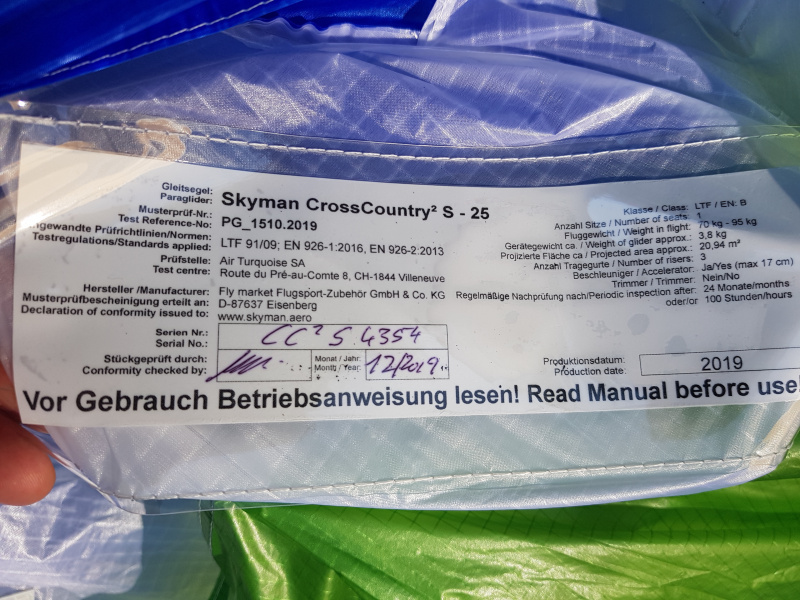 Gleitsegel:
Paraglider: Skyman CrossCountry² S - 25
Musterprüf-Nr.:
Test Reference-No: PG_1510.2019
ngewandte Prüfrichtlinien/Normen:
Testregulations/Standards applied: LTF 91/09; EN 926-1:2016, EN 926-2:2013
Prüfstelle: Air Turquoise SA
Test centre: Route du Pré-au-Comte 8, CH-1844 Villeneuve
Hersteller /Manufacturer: Fly market Flugsport-Zubehör GmbH & Co. KG
Musterprüfbescheinigung erteilt an: D-87637 Eisenberg
Declaration of conformity issued to: www.skyman.aero
Serien Nr.:
Serial No.: CC² S 4354
Stückgeprüft durch: Monat / Jahr:
Conformity checked by: Month / Year: 12/2019
Klasse / Class: LTF / EN: B
Anzahl Sitze / Number of seats: 1
Fluggewicht / Weight in flight: 70 kg - 95 kg
Gerätegewicht ca. / Weight of glider approx.: 3,8 kg
Projizierte Fläche ca / Projected area approx.: 20,94 m²
Anzahl Tragegurte / Number of risers: 3
Beschleuniger / Accelerator: Ja/Yes (max 17 cm)
Trimmer / Trimmer: Nein/No
Regelmäßige Nachprüfung nach/Periodic inspection after: 24 Monate/months
oder/or 100 Stunden/hours
Produktionsdatum:
Production date: 2019
Vor Gebrauch Betriebsanweisung lesen! Read Manual before use!